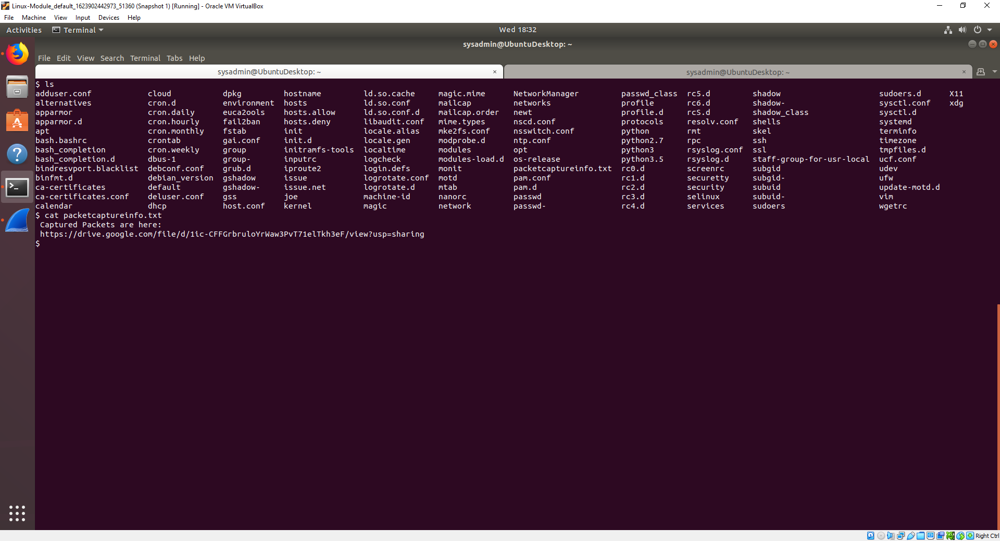 Linux-Module_default_1623902442973_51360 (Snapshot 1) [Running] - Oracle VM VirtualBox
File Machine View Input Devices Help
Activities Terminal Wed 18:32
sysadmin@UbuntuDesktop: ~
File Edit View Search Terminal Tabs Help
sysadmin@UbuntuDesktop: ~ × sysadmin@UbuntuDesktop: ~ ×
$ ls
adduser.conf cloud dpkg hostname ld.so.cache magic.mime NetworkManager passwd_class rc5.d shadow sudoers.d X11
alternatives cron.d environment hosts ld.so.conf mailcap networks profile rc6.d shadow- sysctl.conf xdg
apparmor cron.daily euca2ools hosts.allow ld.so.conf.d mailcap.order newt profile.d rcS.d shadow_class sysctl.d
apparmor.d cron.hourly fail2ban hosts.deny libaudit.conf mime.types nscd.conf protocols resolv.conf shells systemd
apt cron.monthly fstab init locale.alias mke2fs.conf nsswitch.conf python rmt skel terminfo
bash.bashrc crontab gai.conf init.d locale.gen modprobe.d ntp.conf python2.7 rpc ssh timezone
bash_completion cron.weekly group initramfs-tools localtime modules opt python3 rsyslog.conf ssl tmpfiles.d
bash_completion.d dbus-1 group- inputrc logcheck modules-load.d os-release python3.5 rsyslog.d staff-group-for-usr-local ucf.conf
bindresvport.blacklist debconf.conf grub.d iproute2 login.defs monit packetcaptureinfo.txt rc0.d screenrc subgid udev
binfmt.d debian_version gshadow issue logrotate.conf motd pam.conf rc1.d securetty subgid- ufw
ca-certificates default gshadow- issue.net logrotate.d mtab pam.d rc2.d security subuid update-motd.d
ca-certificates.conf deluser.conf gss joe machine-id nanorc passwd rc3.d selinux subuid- vim
calendar dhcp host.conf kernel magic network passwd- rc4.d services sudoers wgetrc
$ cat packetcaptureinfo.txt
Captured Packets are here:
https://drive.google.com/file/d/1ic-CFFGrbruloYrWaw3PvT71elTkh3eF/view?usp=sharing
$
Right Ctrl